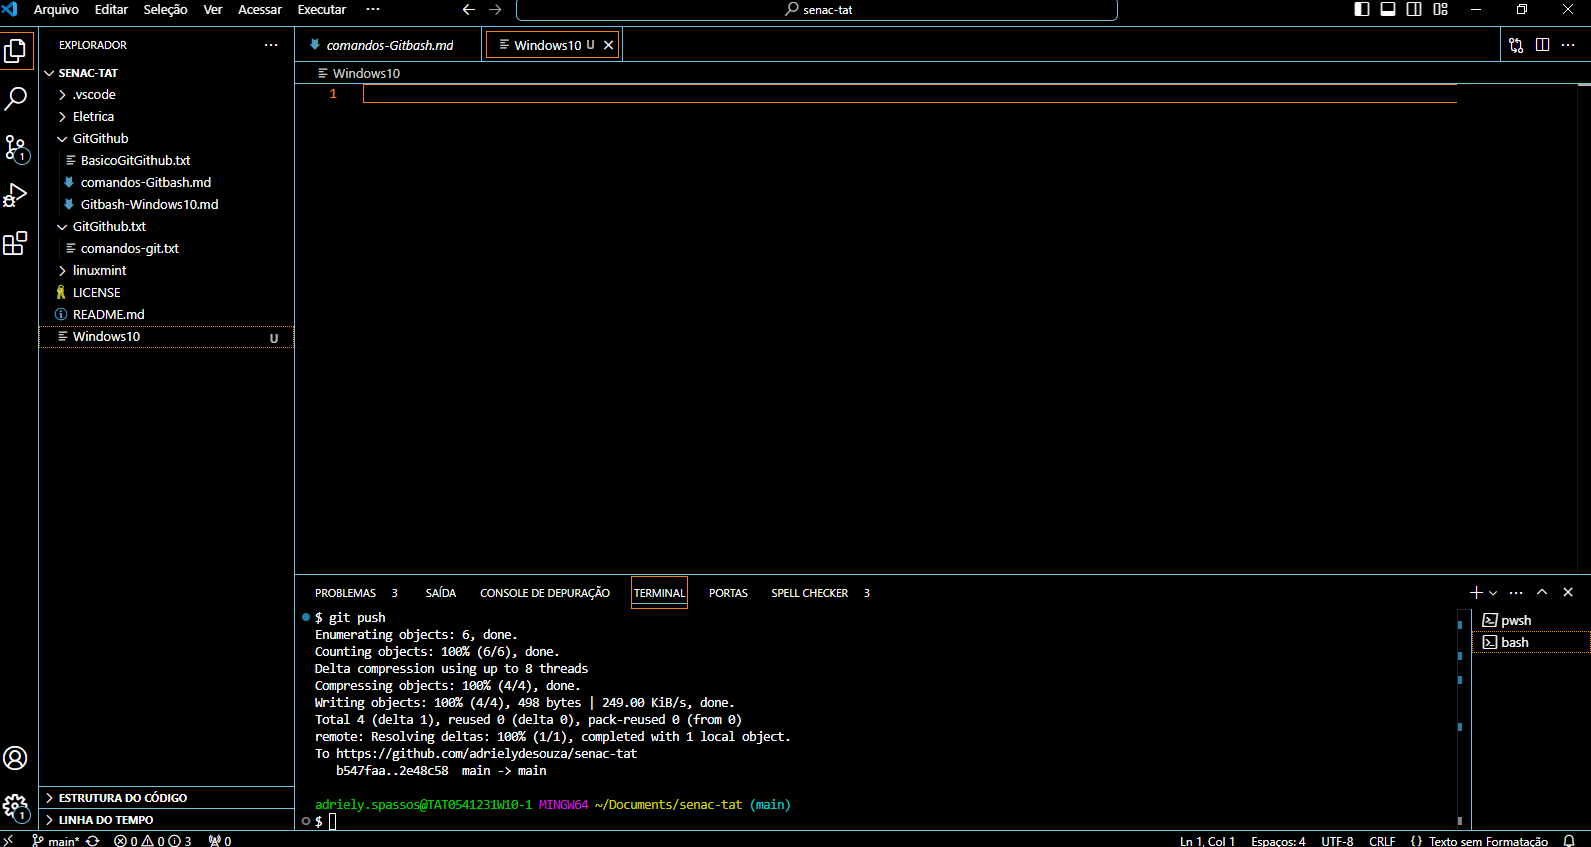 Arquivo Editar Seleção Ver Acessar Executar ··· senac-tat
EXPLORADOR ···
SENAC-TAT
.vscode
Eletrica
GitGithub
BasicoGitGithub.txt
comandos-Gitbash.md
Gitbash-Windows10.md
GitGithub.txt
comandos-git.txt
linuxmint
LICENSE
README.md
Windows10 U
ESTRUTURA DO CÓDIGO
LINHA DO TEMPO
comandos-Gitbash.md Windows10 U
Windows10
1
PROBLEMAS 3 SAÍDA CONSOLE DE DEPURAÇÃO TERMINAL PORTAS SPELL CHECKER 3
$ git push
Enumerating objects: 6, done.
Counting objects: 100% (6/6), done.
Delta compression using up to 8 threads
Compressing objects: 100% (4/4), done.
Writing objects: 100% (4/4), 498 bytes | 249.00 KiB/s, done.
Total 4 (delta 1), reused 0 (delta 0), pack-reused 0 (from 0)
remote: Resolving deltas: 100% (1/1), completed with 1 local object.
To https://github.com/adrielydesouza/senac-tat
b547faa..2e48c58 main -> main
adriely.spassos@TAT0541231W10-1 MINGW64 ~/Documents/senac-tat (main)
$
pwsh
bash
1
1
main* 0 0 3 0 Ln 1, Col 1 Espaços: 4 UTF-8 CRLF {} Texto sem Formatação